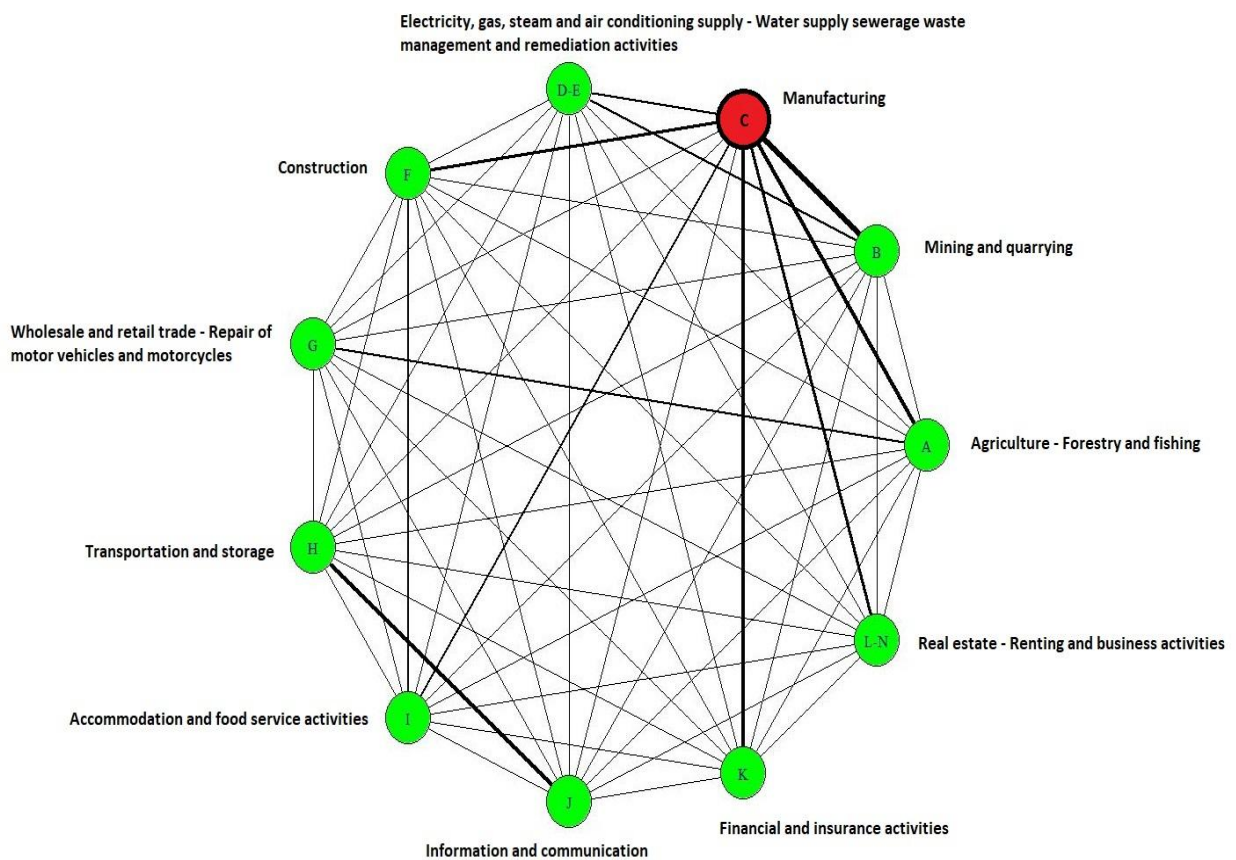 Electricity, gas, steam and air conditioning supply - Water supply sewerage waste
management and remediation activities
D-E
Manufacturing
C
Construction
F
Mining and quarrying
B
Wholesale and retail trade - Repair of
motor vehicles and motorcycles
G
Agriculture - Forestry and fishing
A
Transportation and storage
H
Real estate - Renting and business activities
L-N
Accommodation and food service activities
I
Financial and insurance activities
K
Information and communication
J